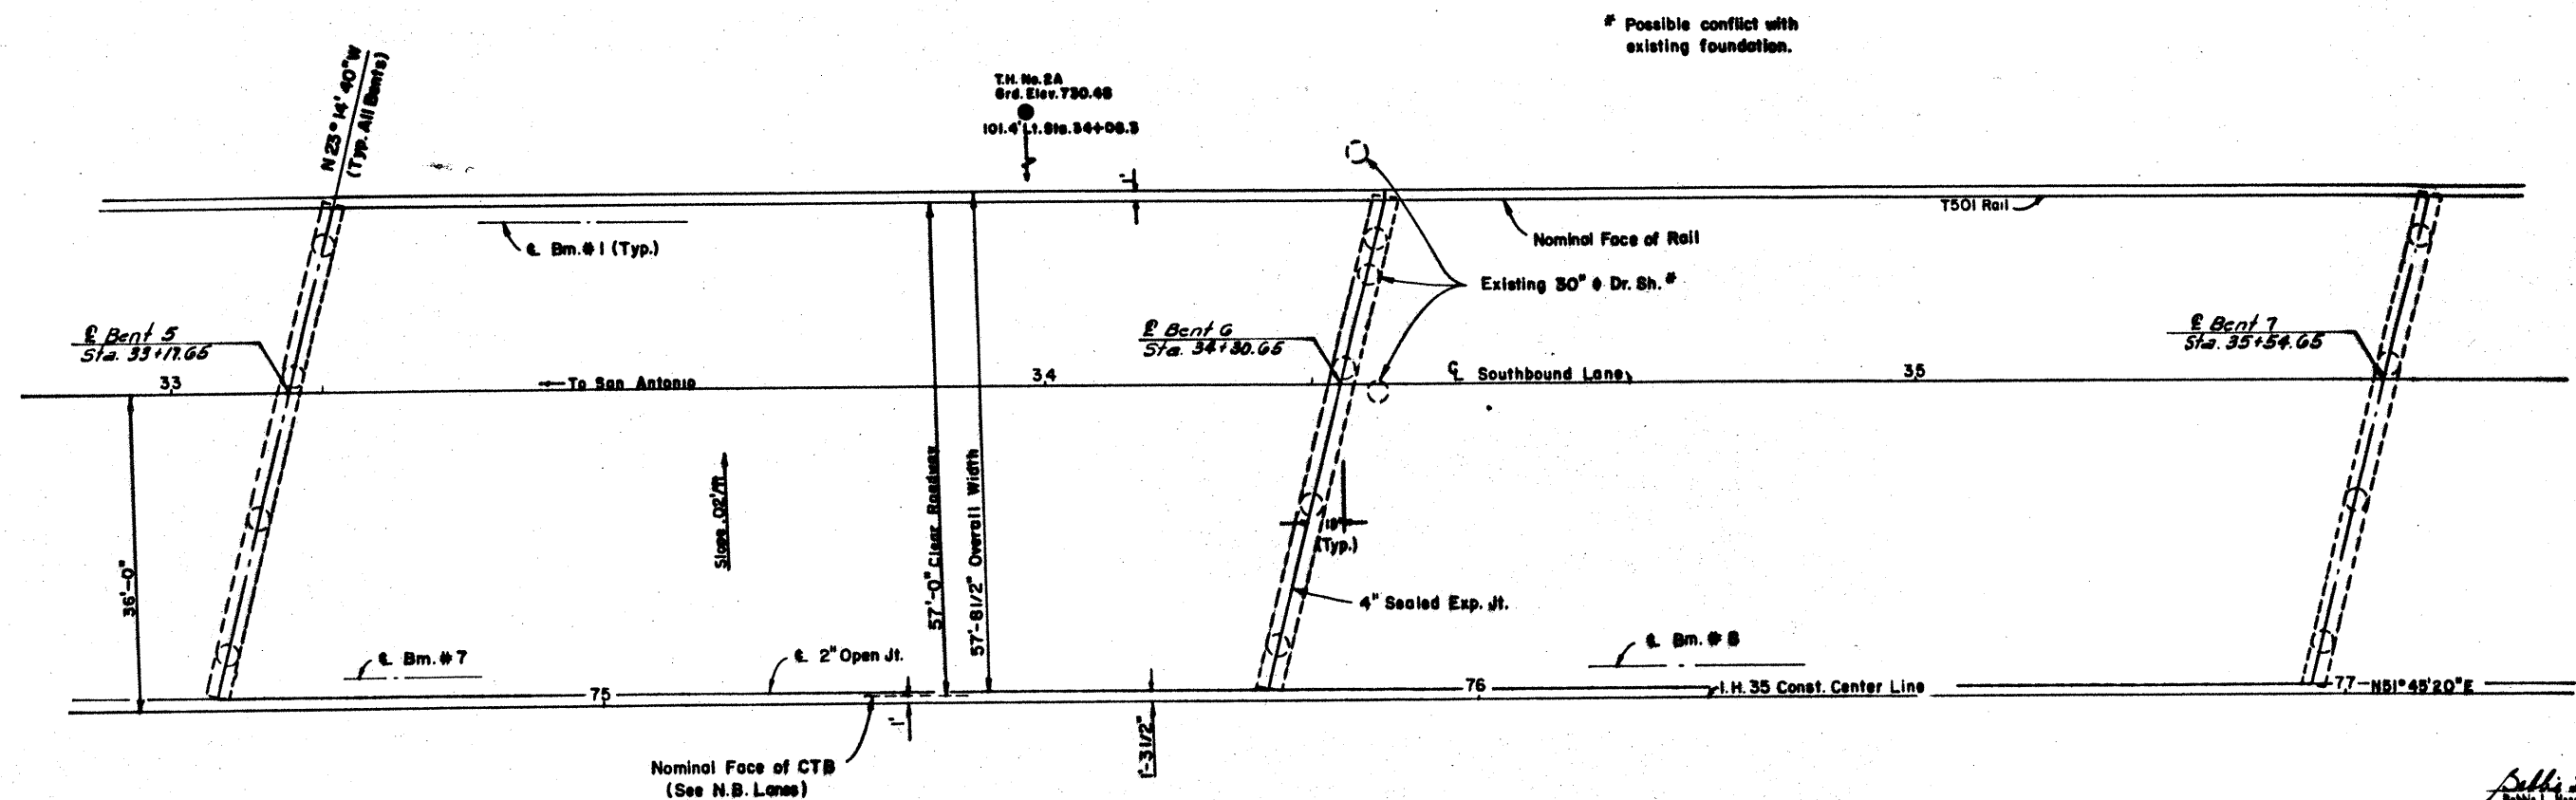 # Possible conflict with
existing foundation.
N 23° 14' 40" W
(Typ. All Bents)
T.H. No. 2A
Grd. Elev. 730.48
101.4' Lt. Sta. 34+08.3
1'
T501 Rail
℄ Bm. # 1 (Typ.)
Nominal Face of Rail
Existing 30" ϕ Dr. Sh. #
℄ Bent 5
Sta. 33+17.65
℄ Bent 6
Sta. 34+30.65
℄ Bent 7
Sta. 35+54.65
33
To San Antonio
34
℄ Southbound Lane
35
36'-0"
Slope .02'/ft
57'-0" Clear Roadway
57'-8 1/2" Overall Width
18"
(Typ.)
4" Sealed Exp. Jt.
℄ Bm. # 7
℄ 2" Open Jt.
℄ Bm. # 8
75
76
I.H. 35 Const. Center Line
77
N51° 45' 20" E
1'
1'-3 1/2"
Nominal Face of CTB
(See N.B. Lanes)